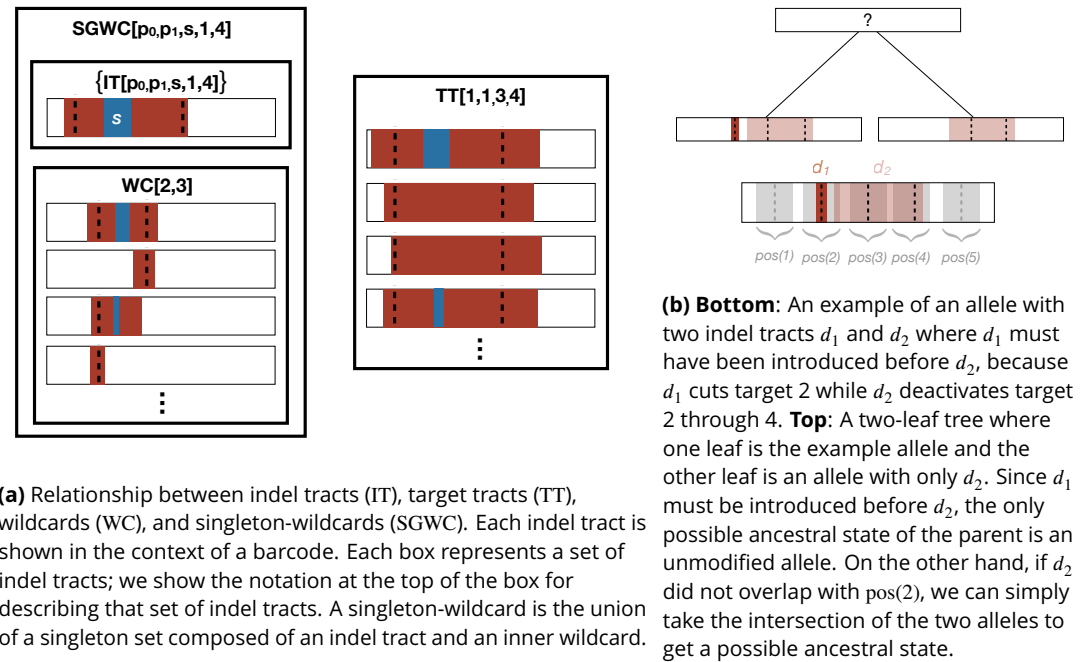 SGWC[p₀,p₁,s,1,4]
{IT[p₀,p₁,s,1,4]}
s
WC[2,3]
⋮
TT[1,1,3,4]
⋮
(a) Relationship between indel tracts (IT), target tracts (TT),
wildcards (WC), and singleton-wildcards (SGWC). Each indel tract is
shown in the context of a barcode. Each box represents a set of
indel tracts; we show the notation at the top of the box for
describing that set of indel tracts. A singleton-wildcard is the union
of a singleton set composed of an indel tract and an inner wildcard.
?
d₁ d₂
pos(1) pos(2) pos(3) pos(4) pos(5)
(b) Bottom: An example of an allele with
two indel tracts d₁ and d₂ where d₁ must
have been introduced before d₂, because
d₁ cuts target 2 while d₂ deactivates target
2 through 4. Top: A two-leaf tree where
one leaf is the example allele and the
other leaf is an allele with only d₂. Since d₁
must be introduced before d₂, the only
possible ancestral state of the parent is an
unmodified allele. On the other hand, if d₂
did not overlap with pos(2), we can simply
take the intersection of the two alleles to
get a possible ancestral state.